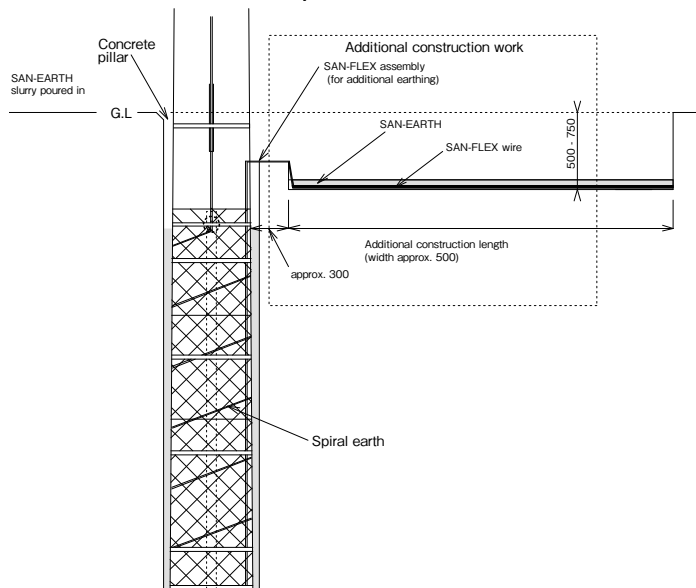 Concrete
pillar
Additional construction work
SAN-FLEX assembly
(for additional earthing)
SAN-EARTH
slurry poured in
G.L
SAN-EARTH
SAN-FLEX wire
500 - 750
Additional construction length
(width approx. 500)
approx. 300
Spiral earth